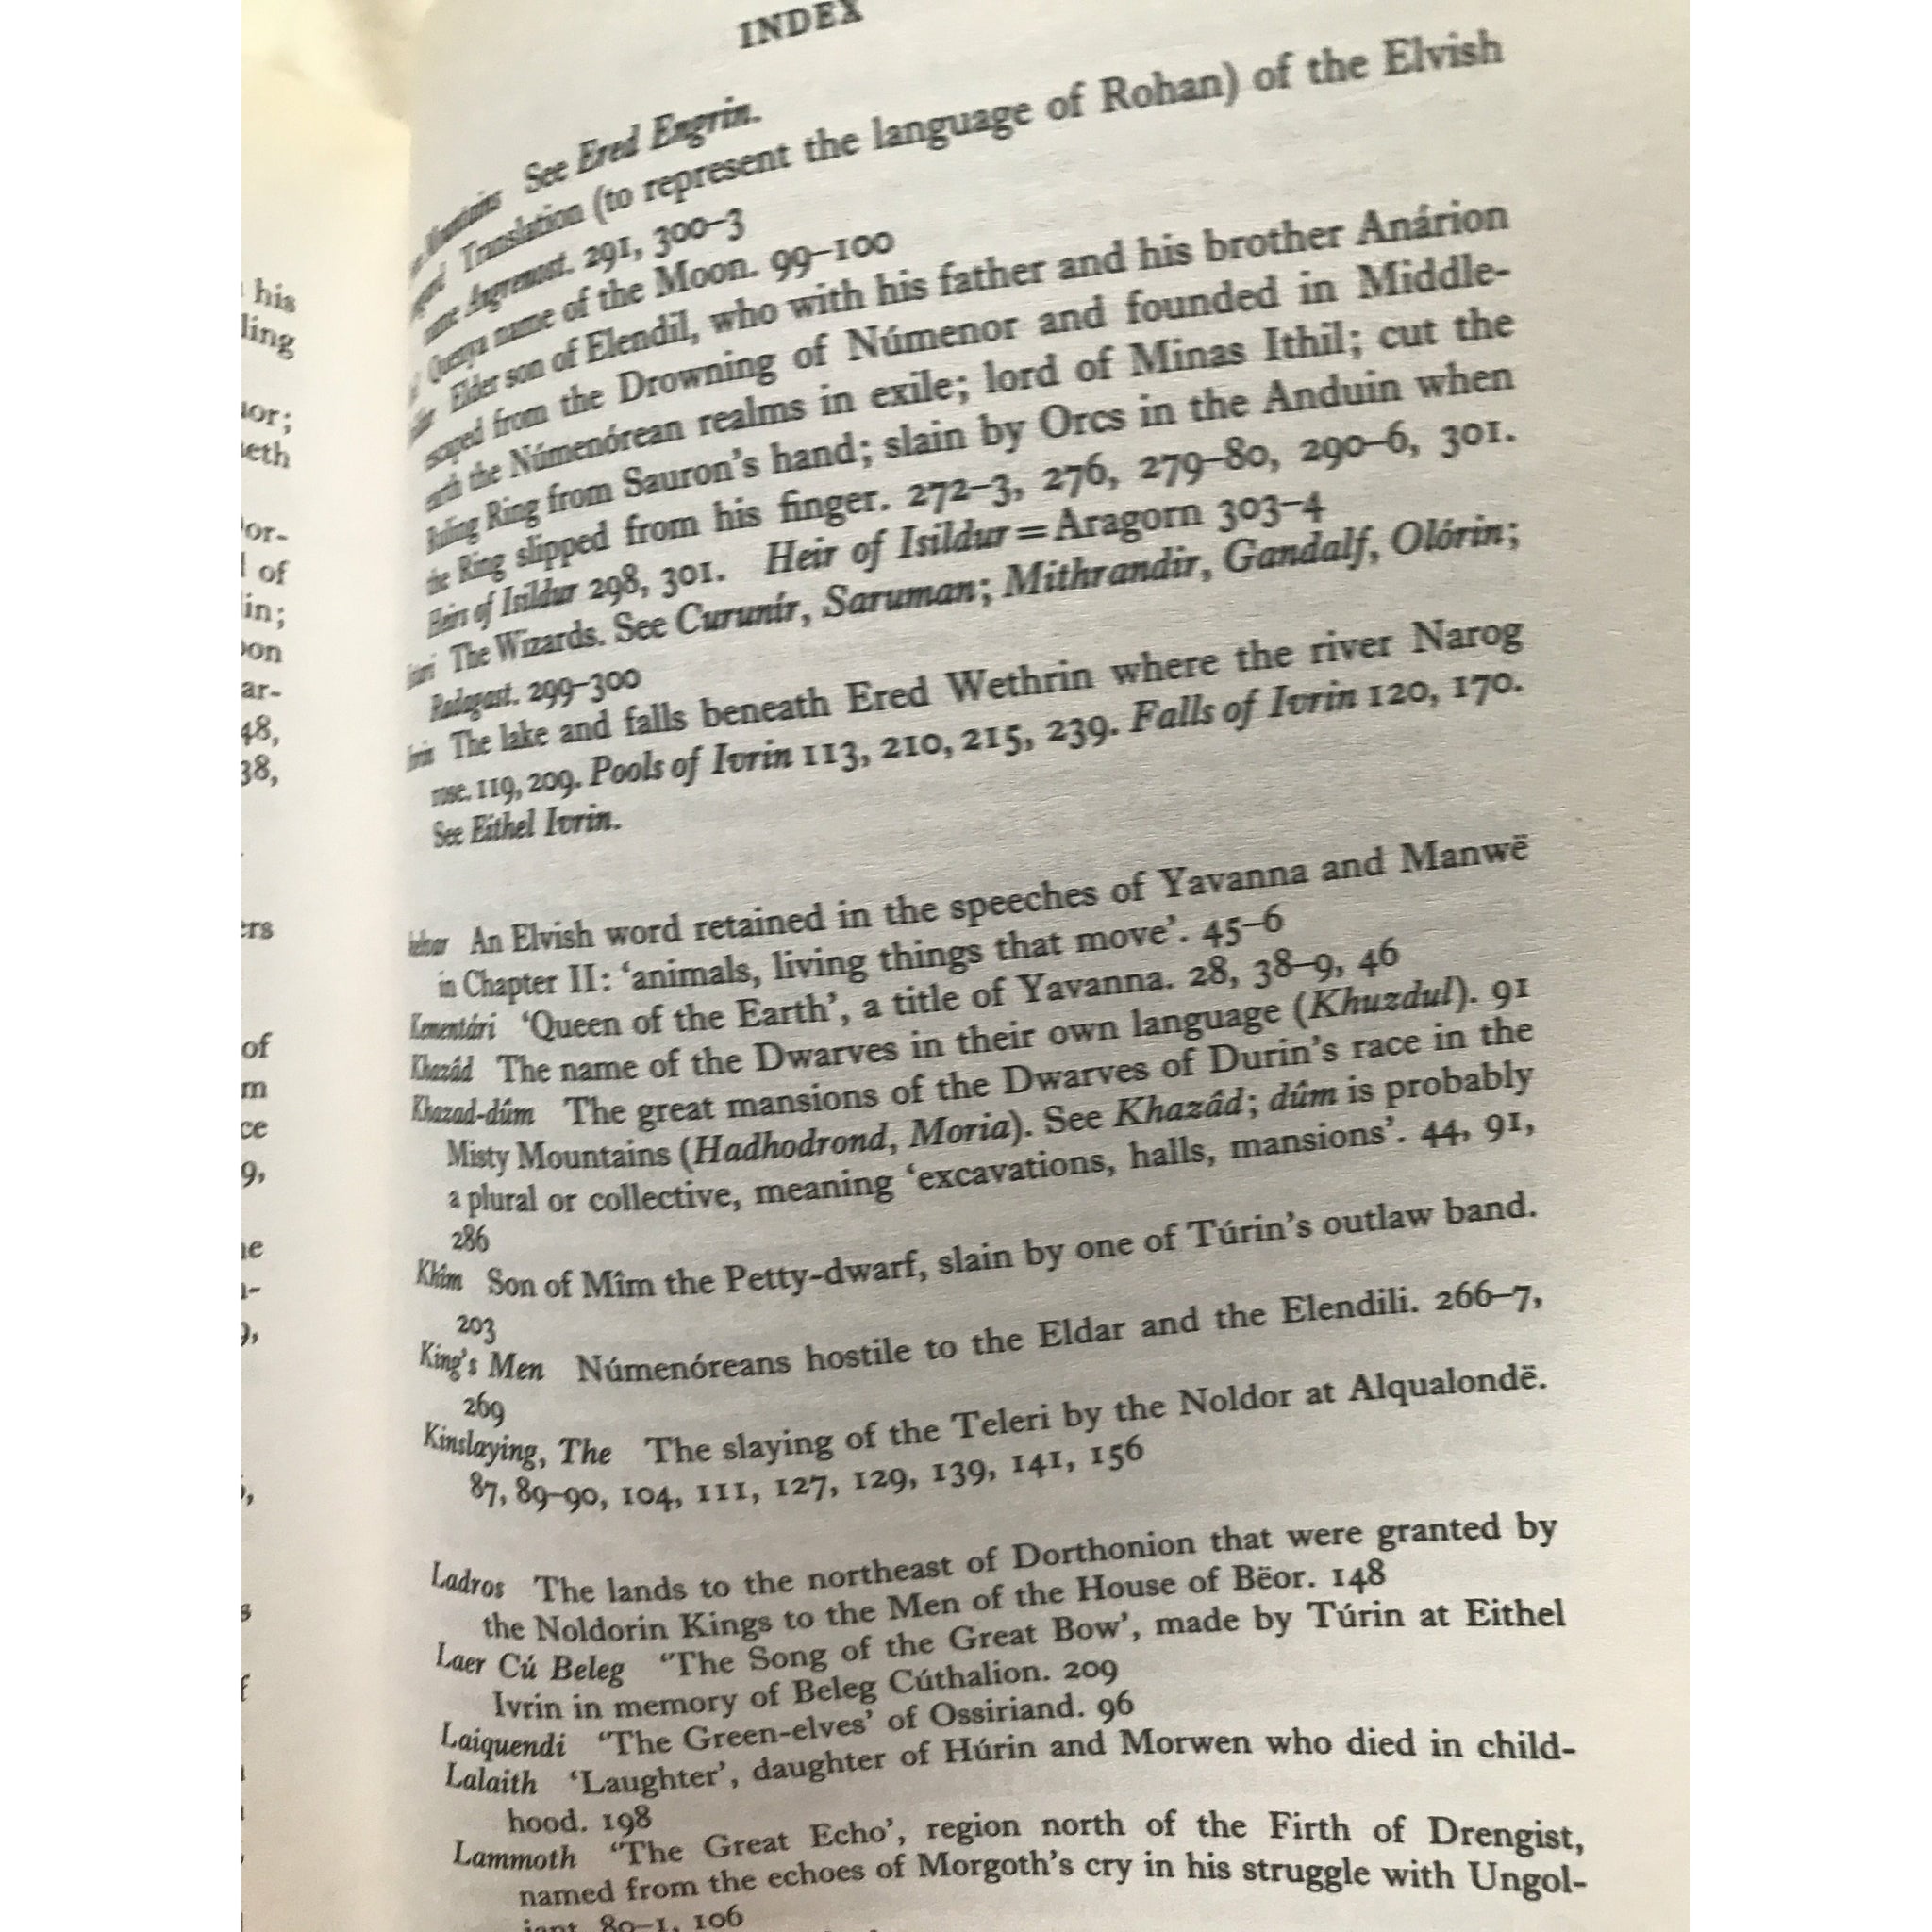 INDEX
Mountains See Ered Engrin.
Translation (to represent the language of Rohan) of the Elvish
name Angrenost. 291, 300–3
Quenya name of the Moon. 99–100
Elder son of Elendil, who with his father and his brother Anárion
escaped from the Drowning of Númenor and founded in Middle-
earth the Númenórean realms in exile; lord of Minas Ithil; cut the
Ruling Ring from Sauron's hand; slain by Orcs in the Anduin when
the Ring slipped from his finger. 272–3, 276, 279–80, 290–6, 301.
Heirs of Isildur 298, 301. Heir of Isildur=Aragorn 303–4
Istari The Wizards. See Curunír, Saruman; Mithrandir, Gandalf, Olórin;
Radagast. 299–300
Ivrin The lake and falls beneath Ered Wethrin where the river Narog
rose. 119, 209. Pools of Ivrin 113, 210, 215, 239. Falls of Ivrin 120, 170.
See Eithel Ivrin.
kelvar An Elvish word retained in the speeches of Yavanna and Manwë
in Chapter II: 'animals, living things that move'. 45–6
Kementári 'Queen of the Earth', a title of Yavanna. 28, 38–9, 46
Khazâd The name of the Dwarves in their own language (Khuzdul). 91
Khazad-dûm The great mansions of the Dwarves of Durin's race in the
Misty Mountains (Hadhodrond, Moria). See Khazâd; dûm is probably
a plural or collective, meaning 'excavations, halls, mansions'. 44, 91,
286
Khîm Son of Mîm the Petty-dwarf, slain by one of Túrin's outlaw band.
203
King's Men Númenóreans hostile to the Eldar and the Elendili. 266–7,
269
Kinslaying, The The slaying of the Teleri by the Noldor at Alqualondë.
87, 89–90, 104, 111, 127, 129, 139, 141, 156
Ladros The lands to the northeast of Dorthonion that were granted by
the Noldorin Kings to the Men of the House of Bëor. 148
Laer Cú Beleg 'The Song of the Great Bow', made by Túrin at Eithel
Ivrin in memory of Beleg Cúthalion. 209
Laiquendi 'The Green-elves' of Ossiriand. 96
Lalaith 'Laughter', daughter of Húrin and Morwen who died in child-
hood. 198
Lammoth 'The Great Echo', region north of the Firth of Drengist,
named from the echoes of Morgoth's cry in his struggle with Ungol-
iant. 80–1, 106